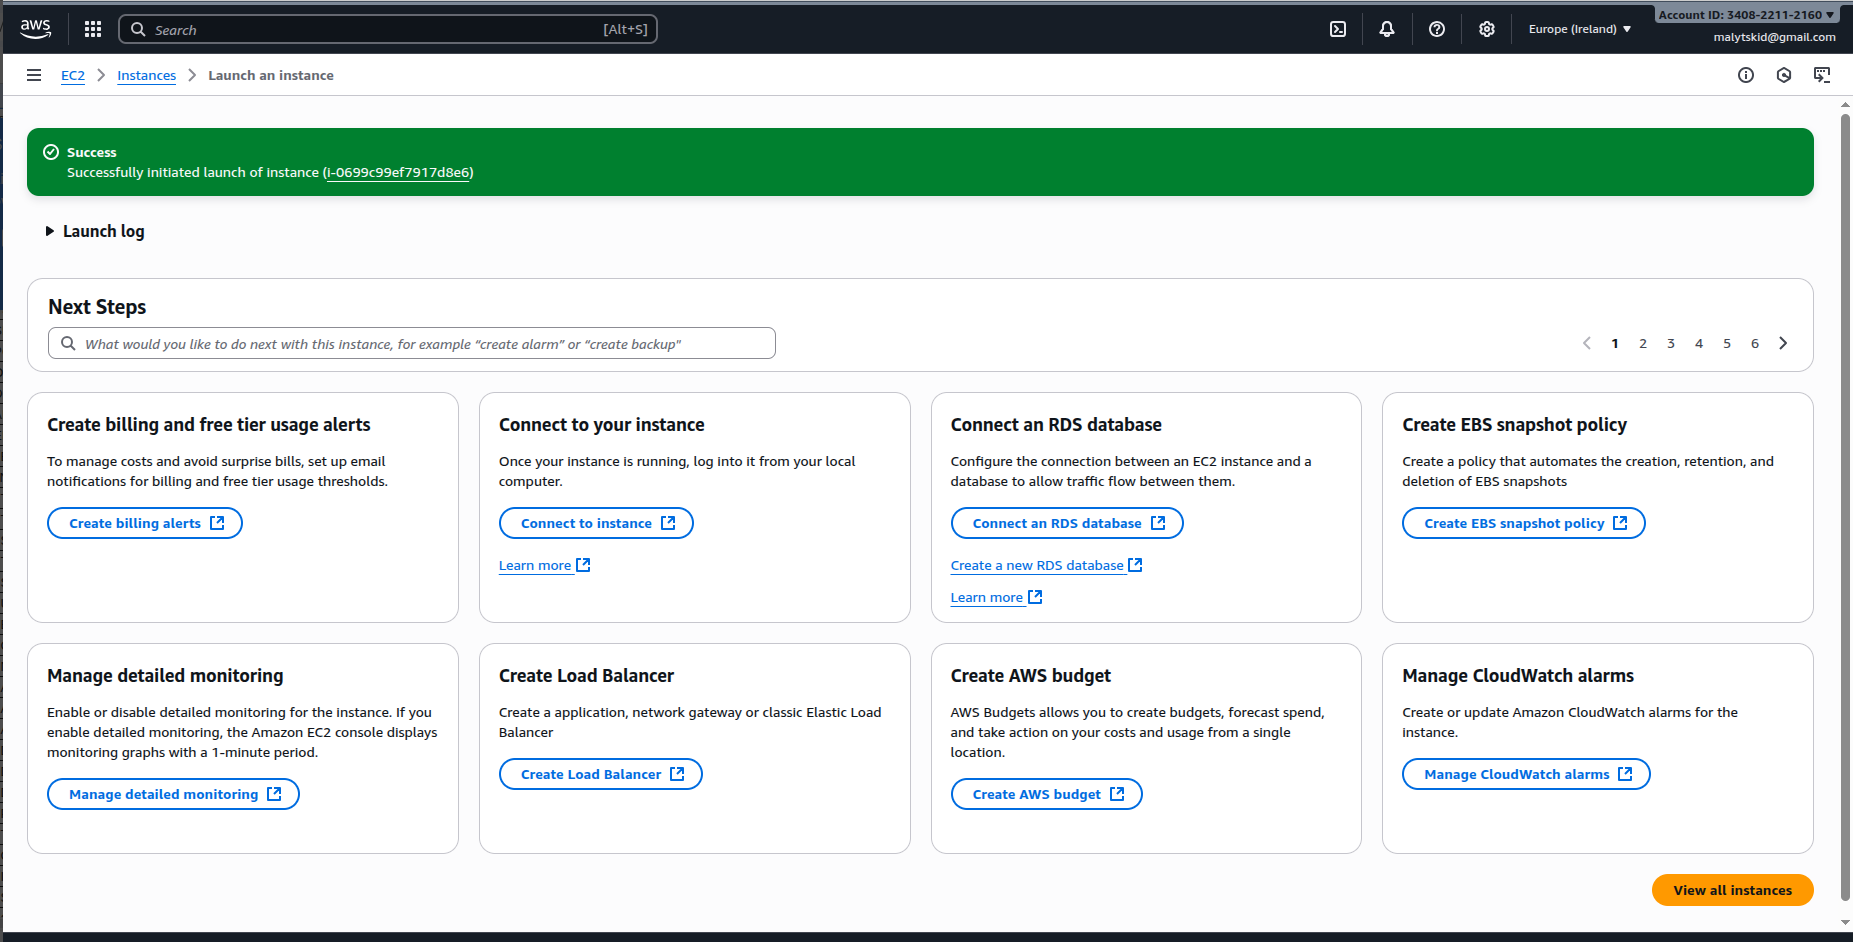 aws
Search
[Alt+S]
Europe (Ireland)
Account ID: 3408-2211-2160
malytskid@gmail.com
EC2
Instances
Launch an instance
Success
Successfully initiated launch of instance (i-0699c99ef7917d8e6)
Launch log
Next Steps
What would you like to do next with this instance, for example “create alarm” or “create backup"
1 2 3 4 5 6
Create billing and free tier usage alerts
To manage costs and avoid surprise bills, set up email
notifications for billing and free tier usage thresholds.
Create billing alerts
Connect to your instance
Once your instance is running, log into it from your local
computer.
Connect to instance
Learn more
Connect an RDS database
Configure the connection between an EC2 instance and a
database to allow traffic flow between them.
Connect an RDS database
Create a new RDS database
Learn more
Create EBS snapshot policy
Create a policy that automates the creation, retention, and
deletion of EBS snapshots
Create EBS snapshot policy
Manage detailed monitoring
Enable or disable detailed monitoring for the instance. If you
enable detailed monitoring, the Amazon EC2 console displays
monitoring graphs with a 1-minute period.
Manage detailed monitoring
Create Load Balancer
Create a application, network gateway or classic Elastic Load
Balancer
Create Load Balancer
Create AWS budget
AWS Budgets allows you to create budgets, forecast spend,
and take action on your costs and usage from a single
location.
Create AWS budget
Manage CloudWatch alarms
Create or update Amazon CloudWatch alarms for the
instance.
Manage CloudWatch alarms
View all instances